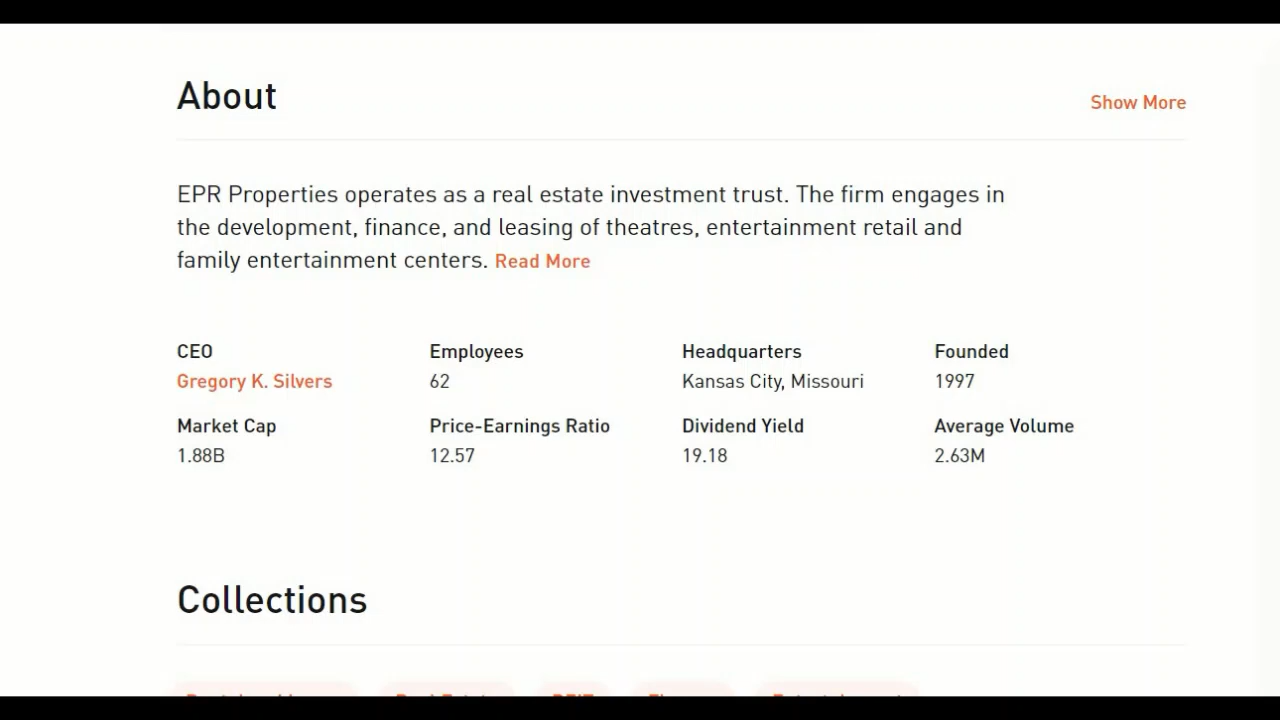 About
Show More
EPR Properties operates as a real estate investment trust. The firm engages in
the development, finance, and leasing of theatres, entertainment retail and
family entertainment centers. Read More
CEO Employees Headquarters Founded
Gregory K. Silvers 62 Kansas City, Missouri 1997
Market Cap Price-Earnings Ratio Dividend Yield Average Volume
1.88B 12.57 19.18 2.63M
Collections